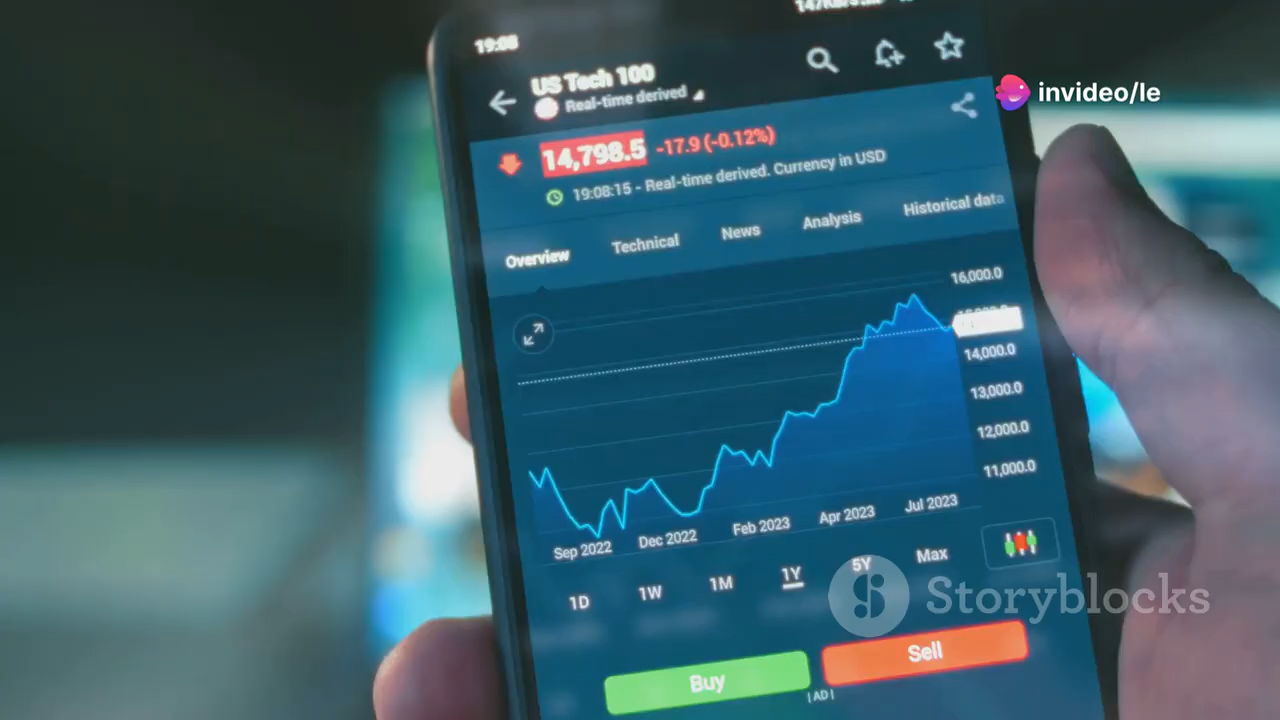 19:08
US Tech 100
Real-time derived
invideo/le
14,798.5 -17.9 (-0.12%)
19:08:15 - Real-time derived. Currency in USD
Overview Technical News Analysis Historical data
16,000.0
14,000.0
13,000.0
12,000.0
11,000.0
Sep 2022 Dec 2022 Feb 2023 Apr 2023 Jul 2023
1D 1W 1M 1Y 5Y Max
Storyblocks
Buy Sell
AD